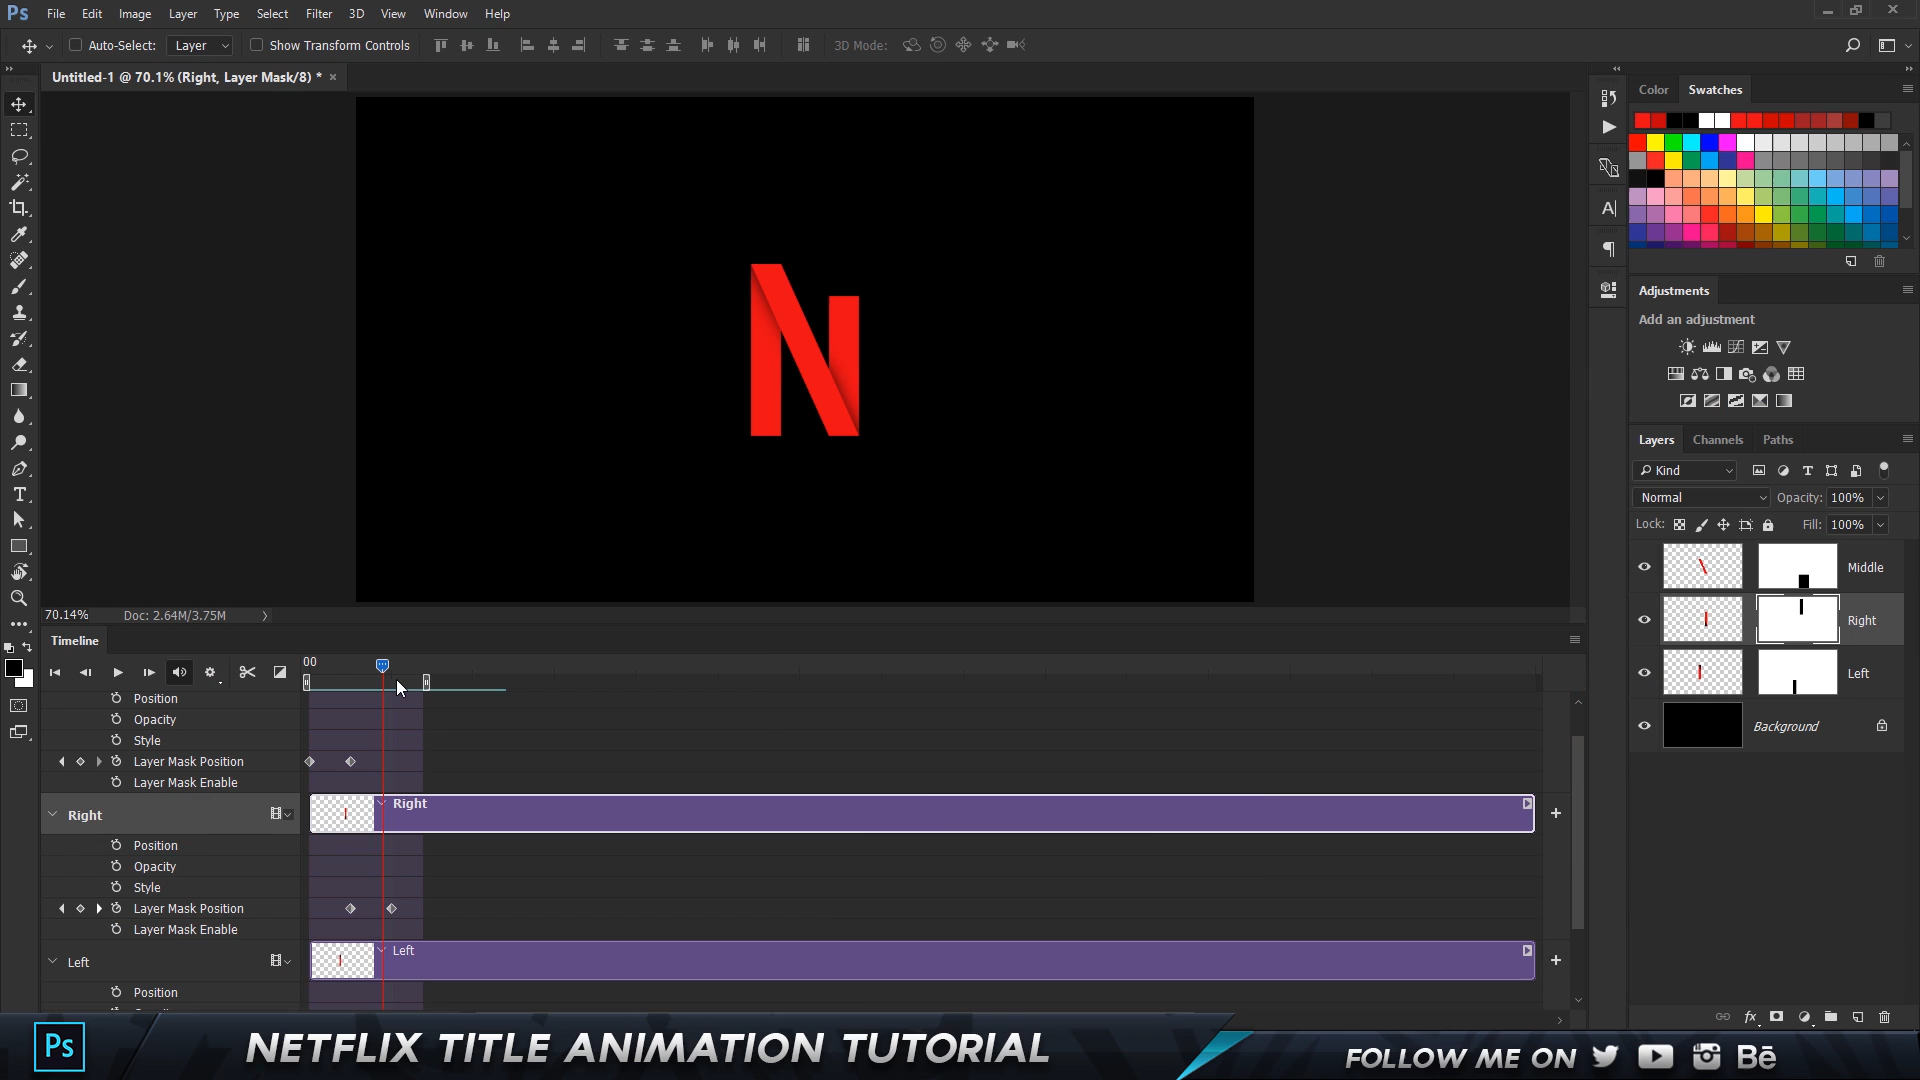 Ps File Edit Image Layer Type Select Filter 3D View Window Help
Auto-Select: Layer Show Transform Controls 3D Mode:
Untitled-1 @ 70.1% (Right, Layer Mask/8) * ×
Color Swatches
Adjustments
Add an adjustment
Layers Channels Paths
Kind
Normal Opacity: 100%
Lock: Fill: 100%
Middle
Right
Left
Background
70.14% Doc: 2.64M/3.75M
Timeline
00
Position
Opacity
Style
Layer Mask Position
Layer Mask Enable
Right Right
Position
Opacity
Style
Layer Mask Position
Layer Mask Enable
Left Left
Position
Ps NETFLIX TITLE ANIMATION TUTORIAL
FOLLOW ME ON Bē